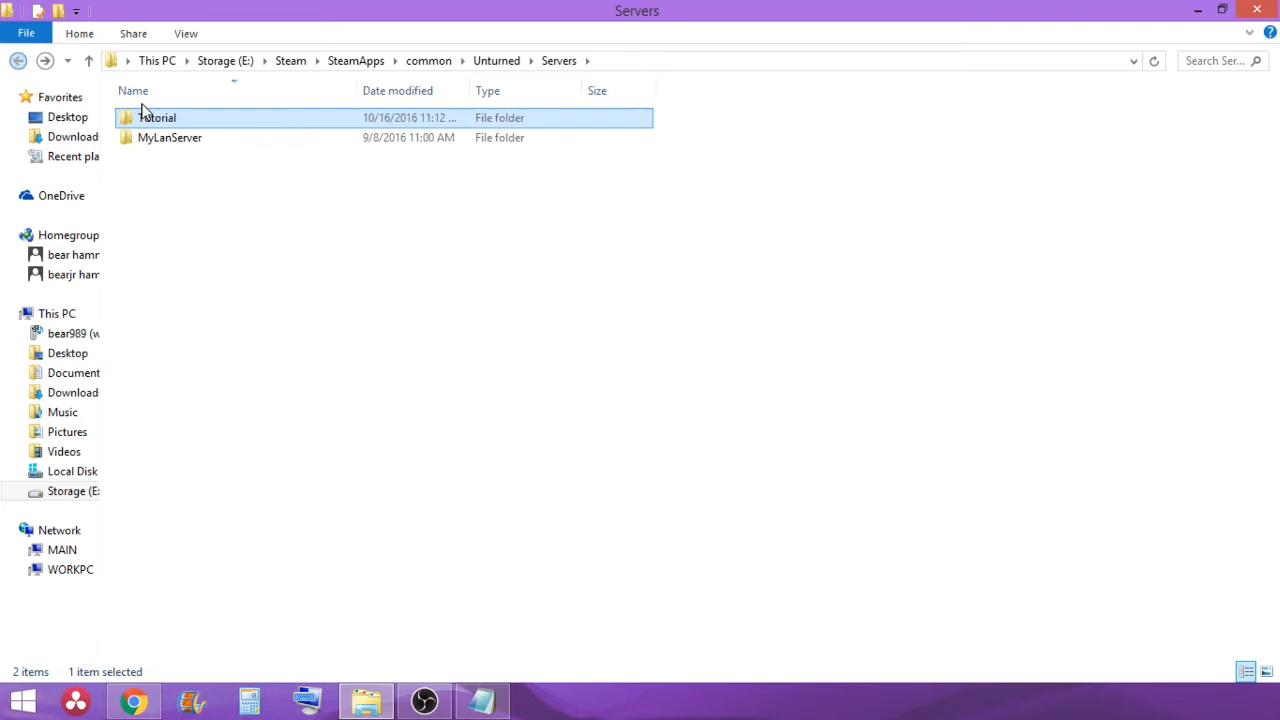 Servers
File Home Share View
This PC Storage (E:) Steam SteamApps common Unturned Servers
Search Ser...
Name Date modified Type Size
Tutorial 10/16/2016 11:12 ... File folder
MyLanServer 9/8/2016 11:00 AM File folder
Favorites
Desktop
Download
Recent pla
OneDrive
Homegroup
bear hamr
bearjr ham
This PC
bear989 (w
Desktop
Document
Download
Music
Pictures
Videos
Local Disk
Storage (E:
Network
MAIN
WORKPC
2 items 1 item selected